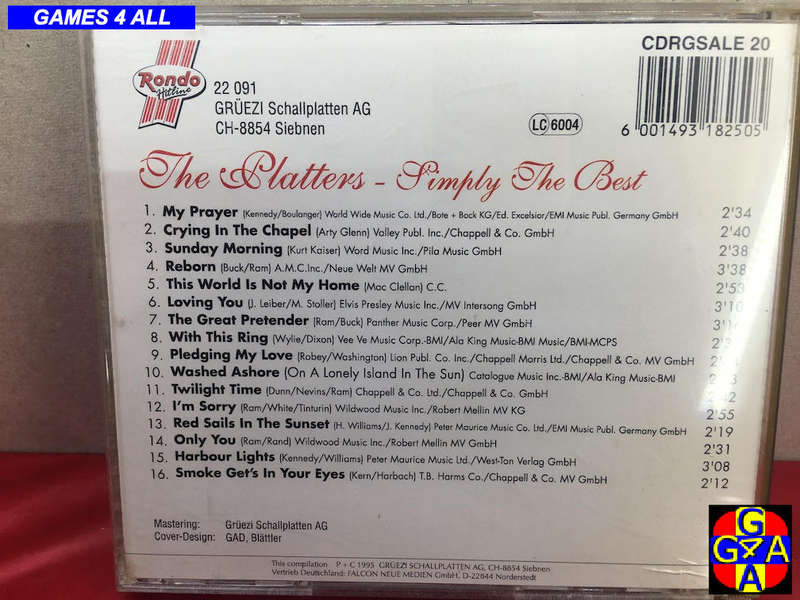 GAMES 4 ALL
CDRGSALE 20
Rondo
Hitline
22 091
GRÜEZI Schallplatten AG
CH-8854 Siebnen
LC 6004
6 001493 182505
The Platters - Simply The Best
1. My Prayer (Kennedy/Boulanger) World Wide Music Co. Ltd./Bote + Bock KG/Ed. Excelsior/EMI Music Publ. Germany GmbH 2'34
2. Crying In The Chapel (Arty Glenn) Valley Publ. Inc./Chappell & Co. GmbH 2'40
3. Sunday Morning (Kurt Kaiser) Word Music Inc./Pila Music GmbH 2'38
4. Reborn (Buck/Ram) A.M.C.Inc./Neue Welt MV GmbH 3'38
5. This World Is Not My Home (Mac Clellan) C.C. 2'53
6. Loving You (J. Leiber/M. Stoller) Elvis Presley Music Inc./MV Intersong GmbH
7. The Great Pretender (Ram/Buck) Panther Music Corp./Peer MV GmbH
8. With This Ring (Wylie/Dixon) Vee Ve Music Corp.-BMI/Ala King Music-BMI Music/BMI-MCPS
9. Pledging My Love (Robey/Washington) Lion Publ. Co. Inc./Chappell Morris Ltd./Chappell & Co. MV GmbH
10. Washed Ashore (On A Lonely Island In The Sun) Catalogue Music Inc.-BMI/Ala King Music-BMI
11. Twilight Time (Dunn/Nevins/Ram) Chappell & Co. Ltd./Chappell & Co. GmbH
12. I'm Sorry (Ram/White/Tinturin) Wildwood Music Inc./Robert Mellin MV KG 2'55
13. Red Sails In The Sunset (H. Williams/J. Kennedy) Peter Maurice Music Co. Ltd./EMI Music Publ. Germany GmbH 2'19
14. Only You (Ram/Rand) Wildwood Music Inc./Robert Mellin MV GmbH 2'31
15. Harbour Lights (Kennedy/Williams) Peter Maurice Music Ltd./West-Ton Verlag GmbH 3'08
16. Smoke Get's In Your Eyes (Kern/Harbach) T.B. Harms Co./Chappell & Co. MV GmbH 2'12
Mastering: Grüezi Schallplatten AG
Cover-Design: GAD, Blättler
This compilation P + C 1995 GRÜEZI SCHALLPLATTEN AG, CH-8854 Siebnen
Vertrieb Deutschland: FALCON NEUE MEDIEN GmbH, D-22844 Norderstedt
G
G 4 A
A